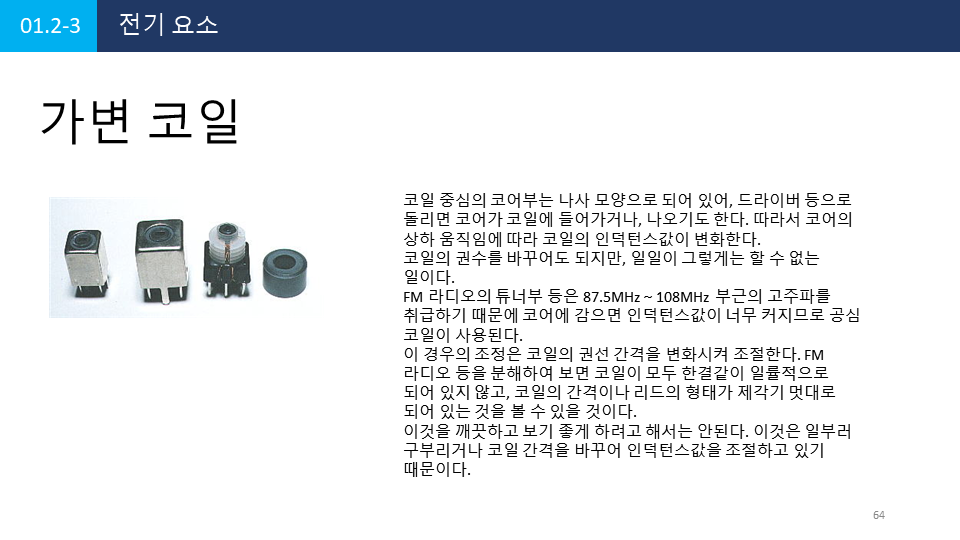 01.2-3
전기 요소
가변 코일
코일 중심의 코어부는 나사 모양으로 되어 있어, 드라이버 등으로
돌리면 코어가 코일에 들어가거나, 나오기도 한다. 따라서 코어의
상하 움직임에 따라 코일의 인덕턴스값이 변화한다.
코일의 권수를 바꾸어도 되지만, 일일이 그렇게는 할 수 없는
일이다.
FM 라디오의 튜너부 등은 87.5MHz ~ 108MHz 부근의 고주파를
취급하기 때문에 코어에 감으면 인덕턴스값이 너무 커지므로 공심
코일이 사용된다.
이 경우의 조정은 코일의 권선 간격을 변화시켜 조절한다. FM
라디오 등을 분해하여 보면 코일이 모두 한결같이 일률적으로
되어 있지 않고, 코일의 간격이나 리드의 형태가 제각기 멋대로
되어 있는 것을 볼 수 있을 것이다.
이것을 깨끗하고 보기 좋게 하려고 해서는 안된다. 이것은 일부러
구부리거나 코일 간격을 바꾸어 인덕턴스값을 조절하고 있기
때문이다.
64